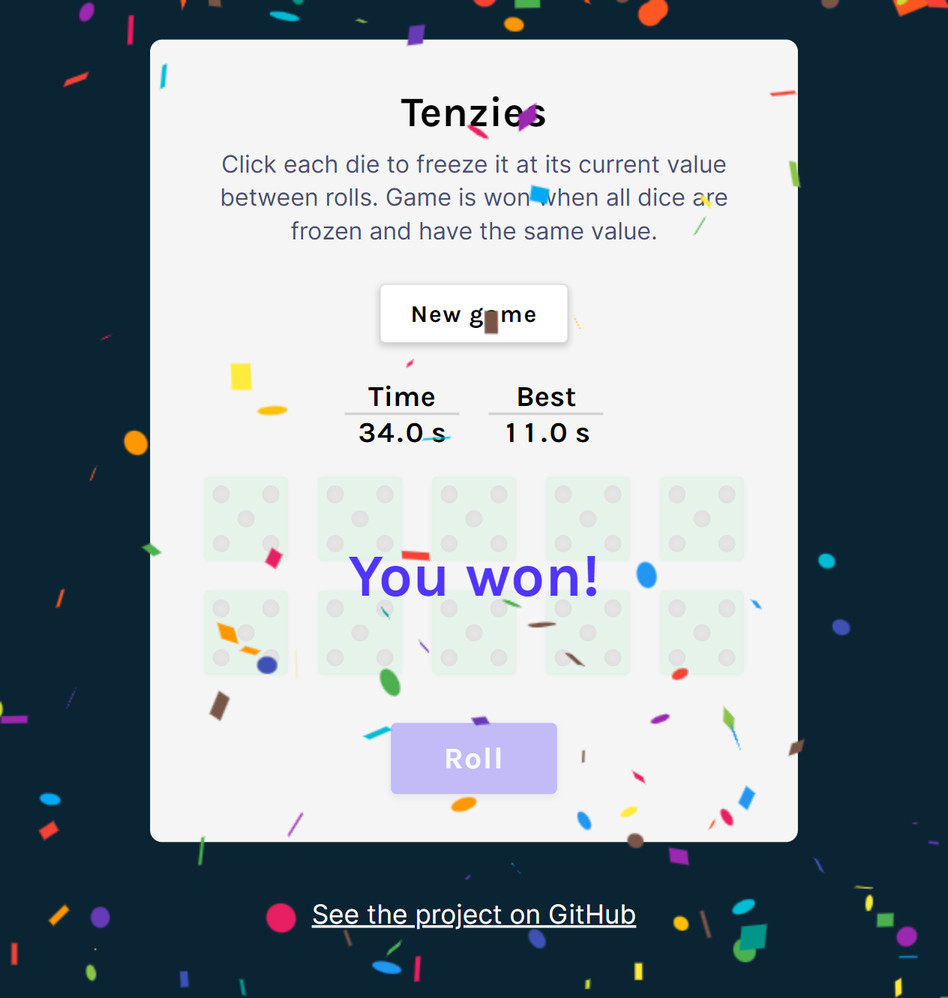 Tenzies
Click each die to freeze it at its current value
between rolls. Game is won when all dice are
frozen and have the same value.
New game
Time Best
34.0 s 11.0 s
You won!
Roll
See the project on GitHub